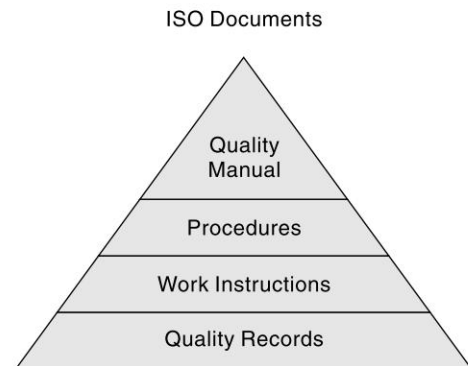 ISO Documents
Quality
Manual
Procedures
Work Instructions
Quality Records